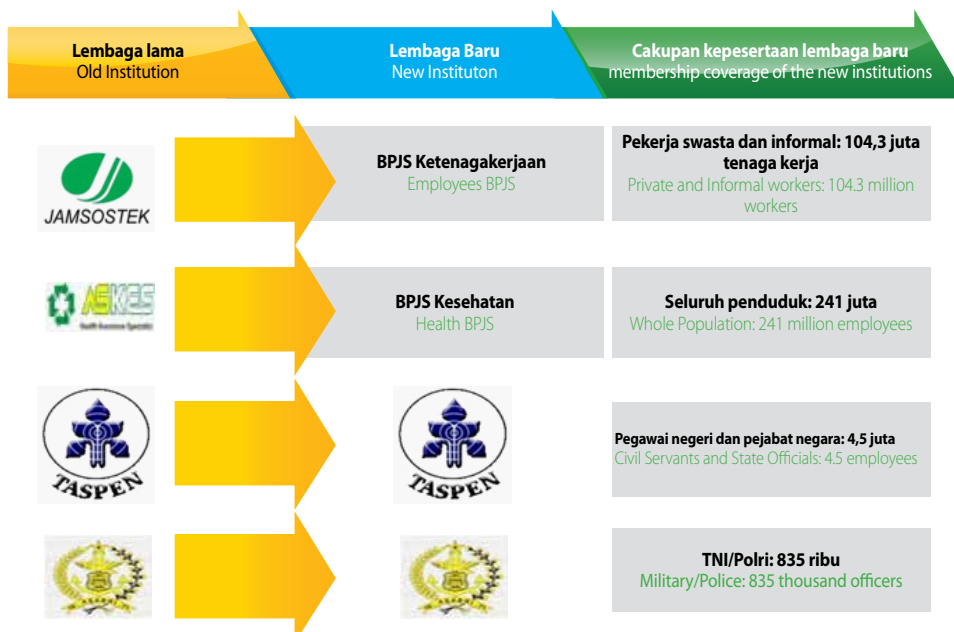 Lembaga lama
Old Institution
Lembaga Baru
New Instituton
Cakupan kepesertaan lembaga baru
membership coverage of the new institutions
JAMSOSTEK
BPJS Ketenagakerjaan
Employees BPJS
Pekerja swasta dan informal: 104,3 juta
tenaga kerja
Private and Informal workers: 104.3 million
workers
ASKES
Health Insurance Specialist
BPJS Kesehatan
Health BPJS
Seluruh penduduk: 241 juta
Whole Population: 241 million employees
TASPEN
TASPEN
Pegawai negeri dan pejabat negara: 4,5 juta
Civil Servants and State Officials: 4.5 employees
TNI/Polri: 835 ribu
Military/Police: 835 thousand officers